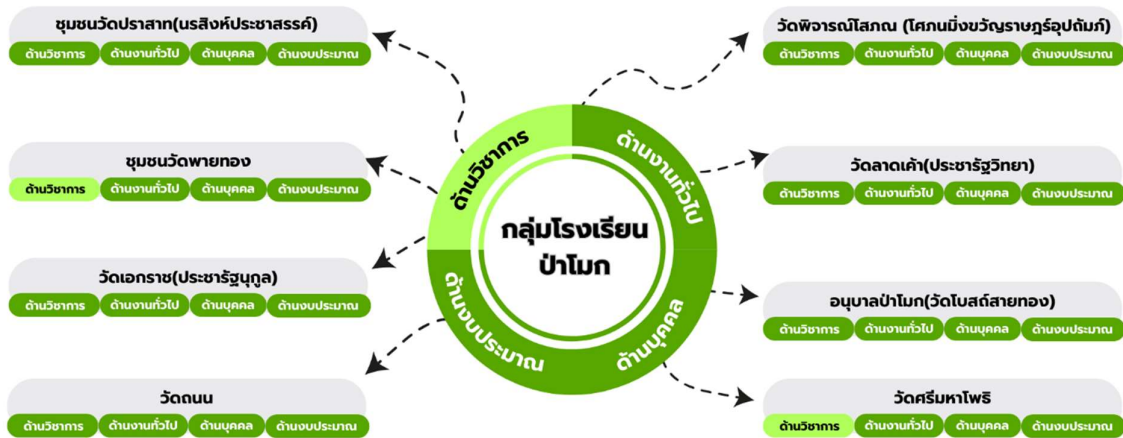 ชุมชนวัดปราสาท(นรสิงห์ประชาสรรค์)
ด้านวิชาการ ด้านงานทั่วไป ด้านบุคคล ด้านงบประมาณ
วัดพิจารณ์โสภณ (โศภนมิ่งขวัญราษฎร์อุปถัมภ์)
ด้านวิชาการ ด้านงานทั่วไป ด้านบุคคล ด้านงบประมาณ
ชุมชนวัดพายทอง
ด้านวิชาการ ด้านงานทั่วไป ด้านบุคคล ด้านงบประมาณ
วัดลาดเค้า(ประชารัฐวิทยา)
ด้านวิชาการ ด้านงานทั่วไป ด้านบุคคล ด้านงบประมาณ
ด้านวิชาการ
ด้านงานทั่วไป
กลุ่มโรงเรียน
ป่าโมก
ด้านงบประมาณ
ด้านบุคคล
วัดเอกราช(ประชารัฐนุกูล)
ด้านวิชาการ ด้านงานทั่วไป ด้านบุคคล ด้านงบประมาณ
อนุบาลป่าโมก(วัดโบสถ์สายทอง)
ด้านวิชาการ ด้านงานทั่วไป ด้านบุคคล ด้านงบประมาณ
วัดถนน
ด้านวิชาการ ด้านงานทั่วไป ด้านบุคคล ด้านงบประมาณ
วัดศรีมหาโพธิ
ด้านวิชาการ ด้านงานทั่วไป ด้านบุคคล ด้านงบประมาณ